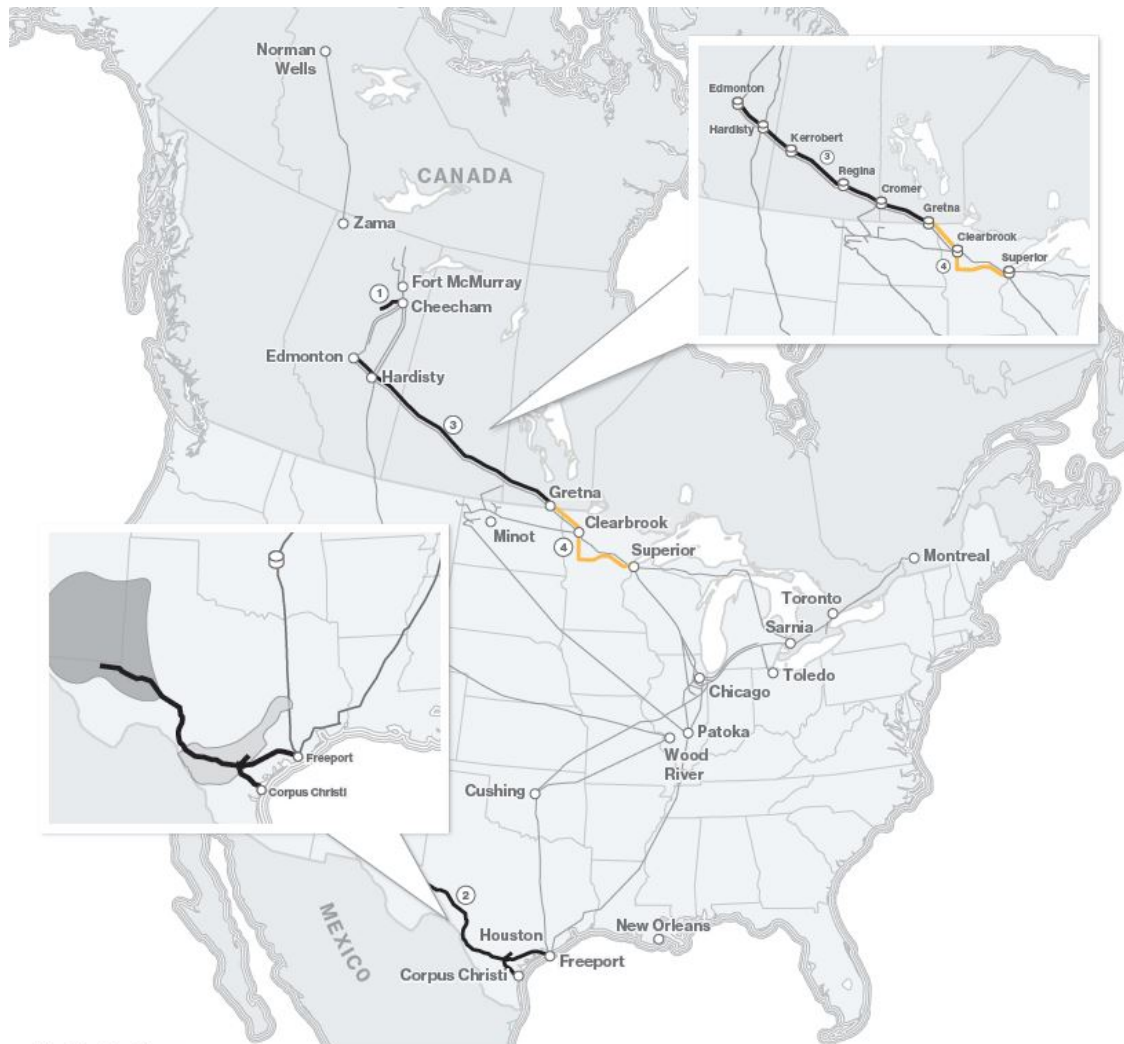 Norman
Wells
CANADA
Zama
1
Fort McMurray
Cheecham
Edmonton
Hardisty
3
Gretna
Clearbrook
Minot
4
Superior
Montreal
Toronto
Sarnia
Toledo
Chicago
Patoka
Wood
River
Cushing
2
MEXICO
Houston
New Orleans
Freeport
Corpus Christi
Edmonton
Hardisty
Kerrobert
3
Regina
Cromer
Gretna
Clearbrook
4
Superior
Freeport
Corpus Christi